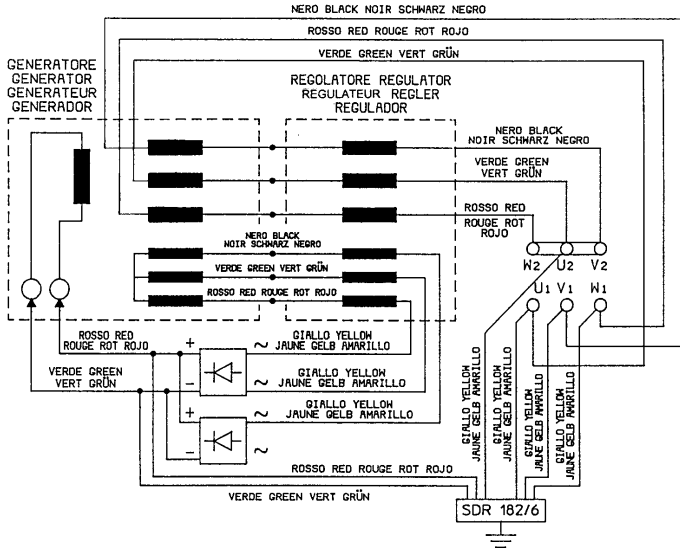 NERO BLACK NOIR SCHWARZ NEGRO
ROSSO RED ROUGE ROT ROJO
VERDE GREEN VERT GRÜN
GENERATORE
GENERATOR
GENERATEUR
GENERADOR
REGOLATORE REGULATOR
REGULATEUR REGLER
REGULADOR
NERO BLACK
NOIR SCHWARZ NEGRO
VERDE GREEN
VERT GRÜN
ROSSO RED
ROUGE ROT
ROJO
NERO BLACK
NOIR SCHWARZ NEGRO
VERDE GREEN VERT GRÜN
ROSSO RED ROUGE ROT ROJO
W2 U2 V2
U1 V1 W1
ROSSO RED
ROUGE ROT ROJO
VERDE GREEN
VERT GRÜN
+ ~
GIALLO YELLOW
JAUNE GELB AMARILLO
- ~
GIALLO YELLOW
JAUNE GELB AMARILLO
+ ~
GIALLO YELLOW
JAUNE GELB AMARILLO
- ~
GIALLO YELLOW
JAUNE GELB AMARILLO
GIALLO YELLOW
JAUNE GELB AMARILLO
GIALLO YELLOW
JAUNE GELB AMARILLO
GIALLO YELLOW
JAUNE GELB AMARILLO
ROSSO RED ROUGE ROT ROJO
VERDE GREEN VERT GRÜN
SDR 182/6